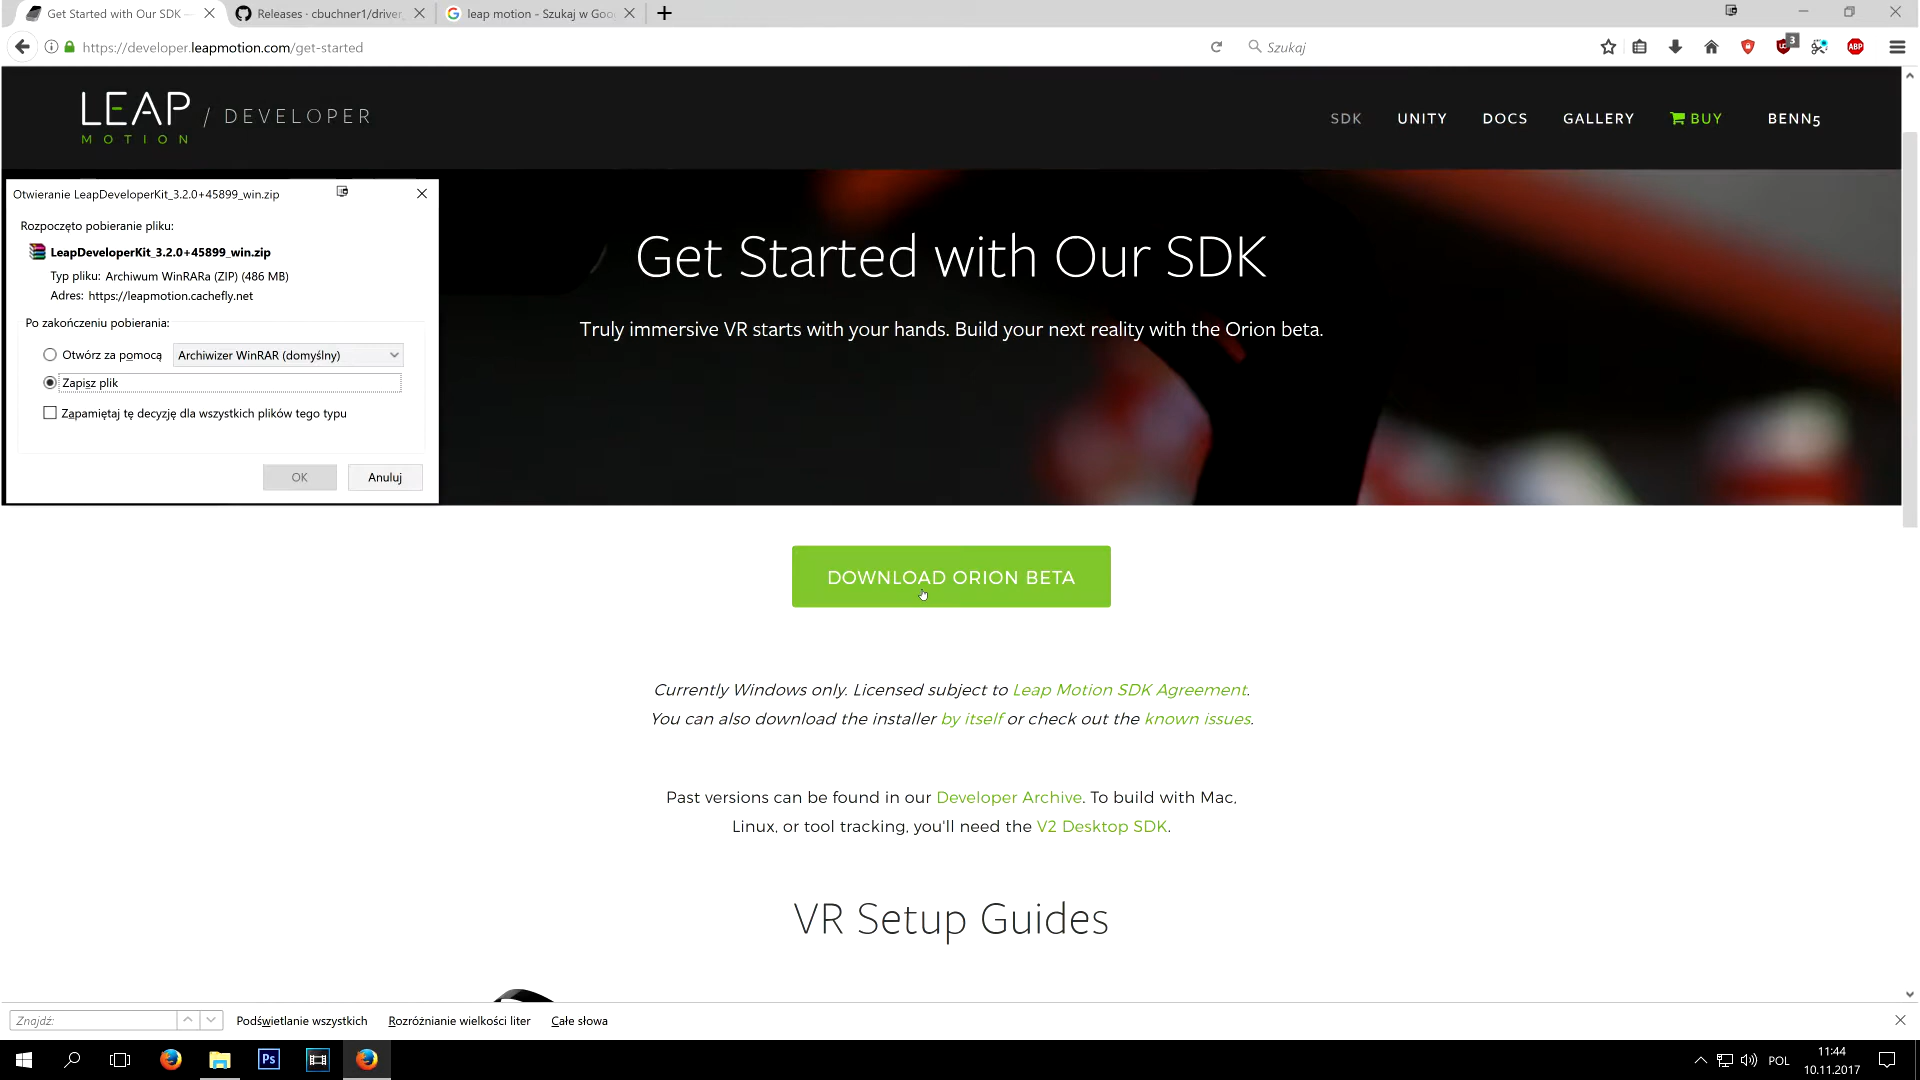 Get Started with Our SDK
Releases · cbuchner1/driver_
leap motion - Szukaj w Goo
https://developer.leapmotion.com/get-started
Szukaj
3
ABP
LEAP
MOTION
/ DEVELOPER
SDK
UNITY
DOCS
GALLERY
BUY
BENN5
Otwieranie LeapDeveloperKit_3.2.0+45899_win.zip
Rozpoczęto pobieranie pliku:
LeapDeveloperKit_3.2.0+45899_win.zip
Typ pliku: Archiwum WinRARa (ZIP) (486 MB)
Adres: https://leapmotion.cachefly.net
Po zakończeniu pobierania:
Otwórz za pomocą
Archiwizer WinRAR (domyślny)
Zapisz plik
Zapamiętaj tę decyzję dla wszystkich plików tego typu
OK
Anuluj
Get Started with Our SDK
Truly immersive VR starts with your hands. Build your next reality with the Orion beta.
DOWNLOAD ORION BETA
Currently Windows only. Licensed subject to Leap Motion SDK Agreement.
You can also download the installer by itself or check out the known issues.
Past versions can be found in our Developer Archive. To build with Mac,
Linux, or tool tracking, you'll need the V2 Desktop SDK.
VR Setup Guides
Znajdź:
Podświetlanie wszystkich
Rozróżnianie wielkości liter
Całe słowa
Ps
POL
11:44
10.11.2017